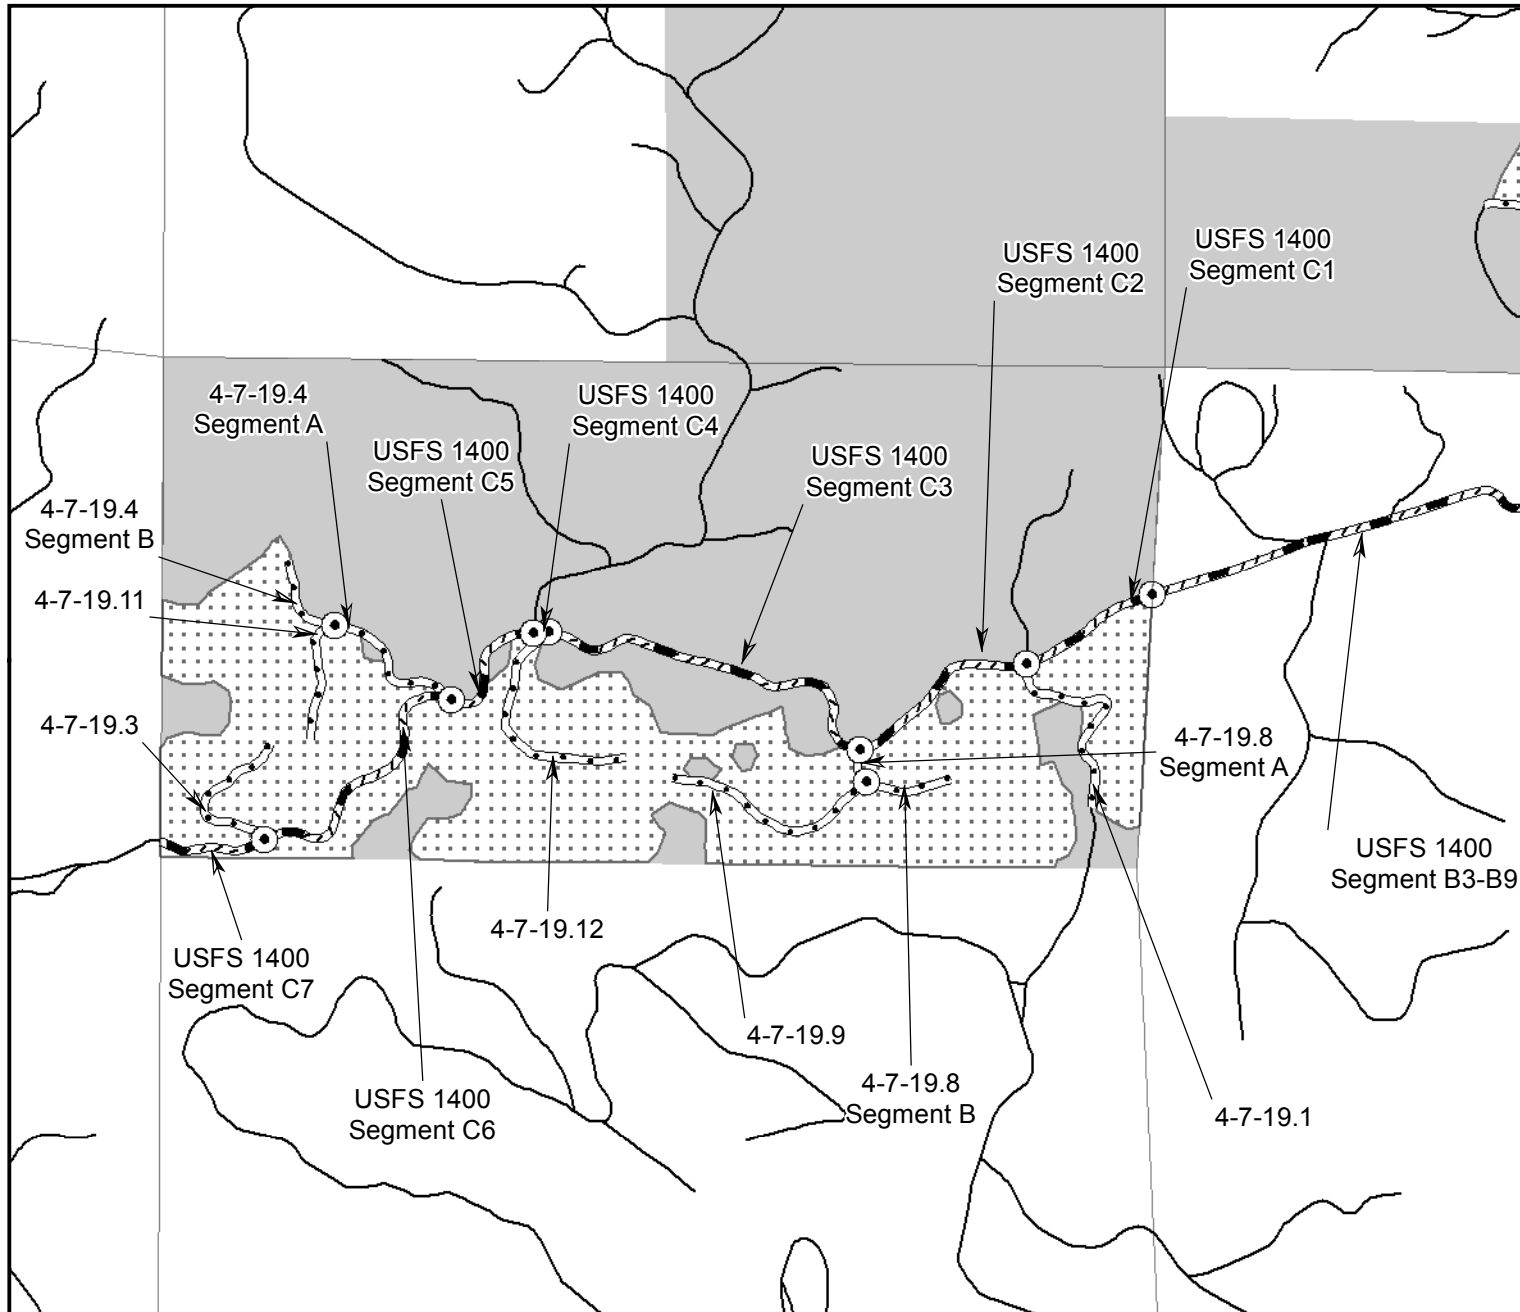 USFS 1400
Segment C1
USFS 1400
Segment C2
4-7-19.4
Segment A
USFS 1400
Segment C4
USFS 1400
Segment C5
USFS 1400
Segment C3
4-7-19.4
Segment B
4-7-19.11
4-7-19.3
4-7-19.8
Segment A
USFS 1400
Segment B3-B9
4-7-19.12
USFS 1400
Segment C7
4-7-19.9
4-7-19.8
Segment B
USFS 1400
Segment C6
4-7-19.1